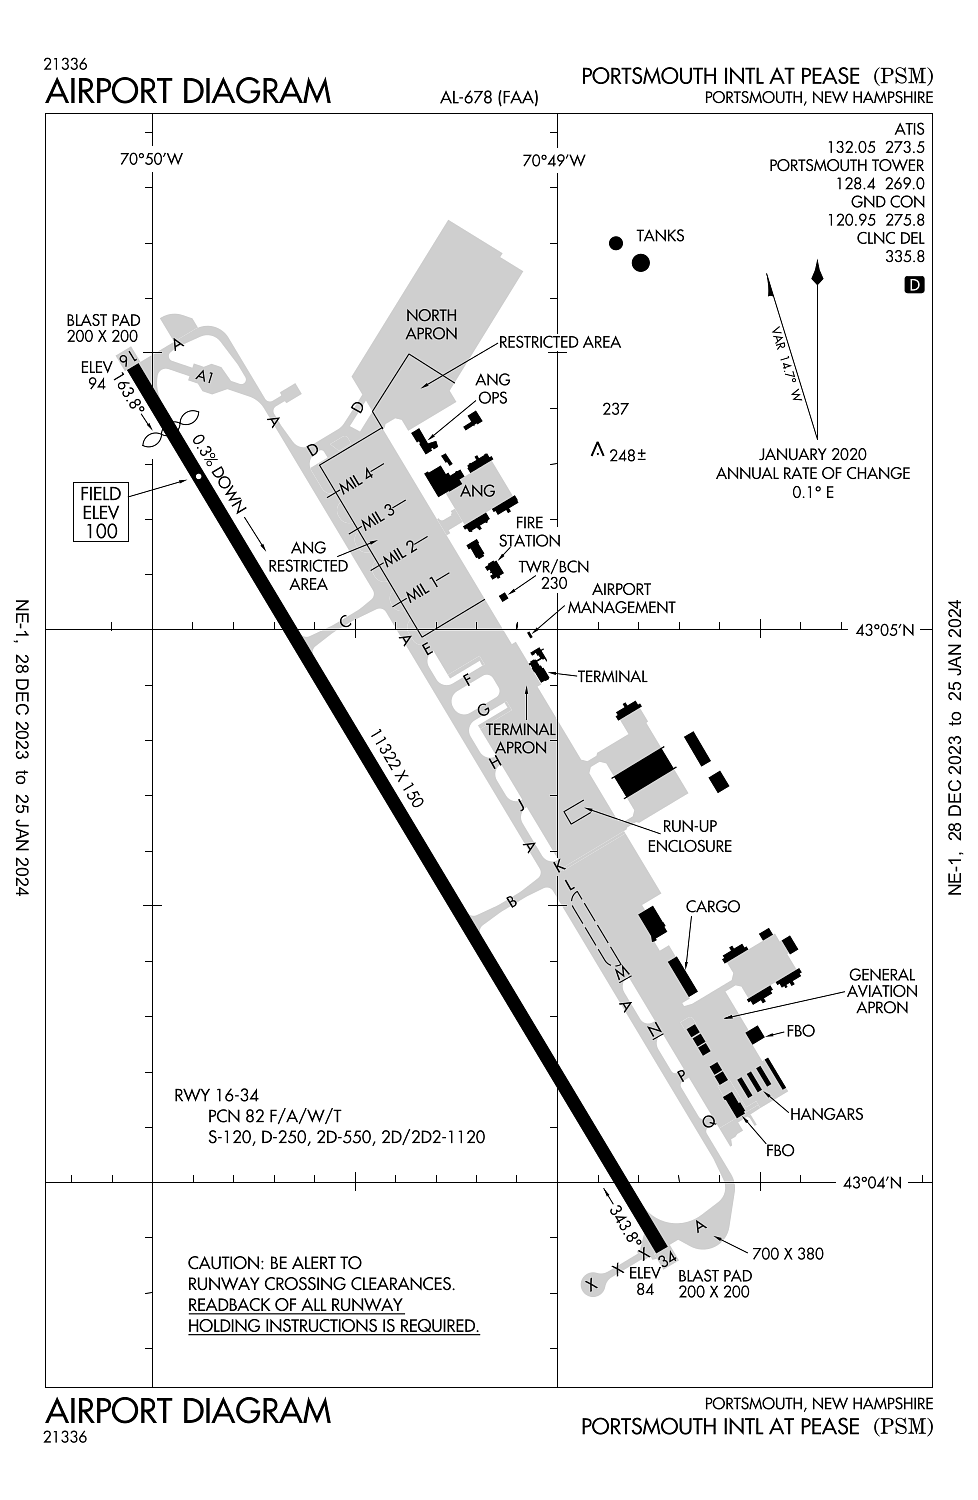 21336
AIRPORT DIAGRAM
AL-678 (FAA)
PORTSMOUTH INTL AT PEASE (PSM)
PORTSMOUTH, NEW HAMPSHIRE
70°50'W
70°49'W
ATIS
132.05 273.5
PORTSMOUTH TOWER
128.4 269.0
GND CON
120.95 275.8
CLNC DEL
335.8
D
TANKS
VAR 14.7° W
JANUARY 2020
ANNUAL RATE OF CHANGE
0.1° E
NORTH
APRON
RESTRICTED AREA
BLAST PAD
200 X 200
16
ELEV
94
163.8°
A
A1
A
D
D
ANG
OPS
237
248±
0.3% DOWN
FIELD
ELEV
100
MIL 4
MIL 3
MIL 2
MIL 1
ANG
ANG
RESTRICTED
AREA
FIRE
STATION
TWR/BCN
230
AIRPORT
MANAGEMENT
43°05'N
C
A
E
F
G
H
J
A
K
L
B
TERMINAL
TERMINAL
APRON
11322 X 150
RUN-UP
ENCLOSURE
CARGO
M
A
N
P
Q
GENERAL
AVIATION
APRON
FBO
HANGARS
FBO
RWY 16-34
PCN 82 F/A/W/T
S-120, D-250, 2D-550, 2D/2D2-1120
43°04'N
343.8°
A
700 X 380
34
X
X
X
ELEV
84
BLAST PAD
200 X 200
CAUTION: BE ALERT TO
RUNWAY CROSSING CLEARANCES.
READBACK OF ALL RUNWAY
HOLDING INSTRUCTIONS IS REQUIRED.
NE-1, 28 DEC 2023 to 25 JAN 2024
NE-1, 28 DEC 2023 to 25 JAN 2024
AIRPORT DIAGRAM
21336
PORTSMOUTH, NEW HAMPSHIRE
PORTSMOUTH INTL AT PEASE (PSM)